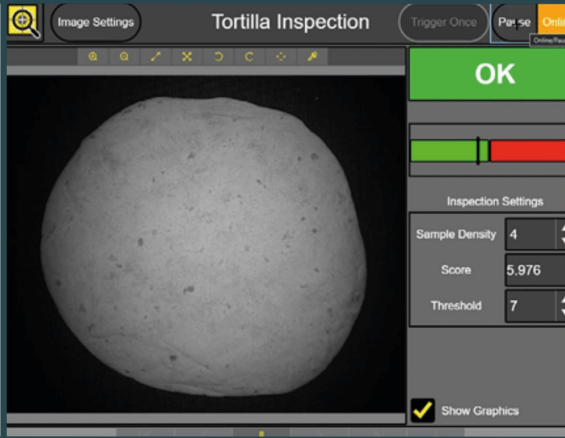 Image Settings
Tortilla Inspection
Trigger Once
Pause
OK
Inspection Settings
Sample Density 4
Score 5.976
Threshold 7
Show Graphics